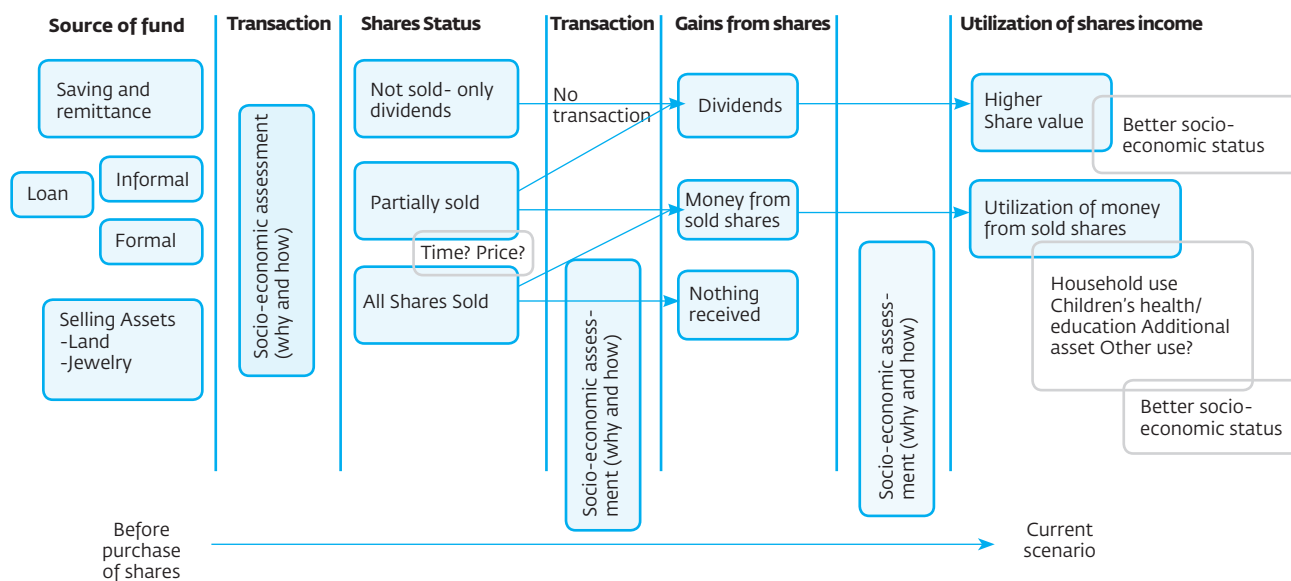 Source of fund
Transaction
Shares Status
Transaction
Gains from shares
Utilization of shares income
Saving and
remittance
Loan
Informal
Formal
Selling Assets
-Land
-Jewelry
Socio-economic assessment
(why and how)
Not sold- only
dividends
Partially sold
Time? Price?
All Shares Sold
No
transaction
Socio-economic assess-
ment (why and how)
Dividends
Money from
sold shares
Nothing
received
Socio-economic assess-
ment (why and how)
Higher
Share value
Better socio-
economic status
Utilization of money
from sold shares
Household use
Children's health/
education Additional
asset Other use?
Better socio-
economic status
Before
purchase
of shares
Current
scenario